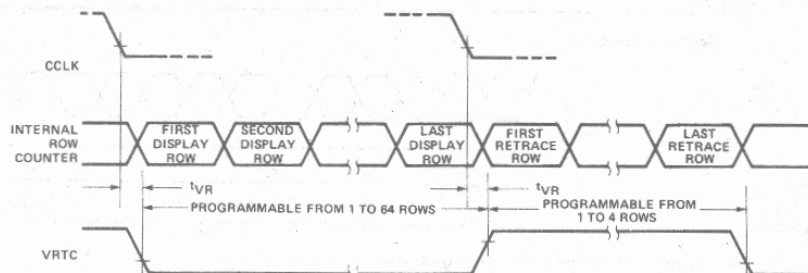 CCLK
INTERNAL
ROW
COUNTER
FIRST
DISPLAY
ROW
SECOND
DISPLAY
ROW
LAST
DISPLAY
ROW
FIRST
RETRACE
ROW
LAST
RETRACE
ROW
tVR
PROGRAMMABLE FROM 1 TO 64 ROWS
tVR
PROGRAMMABLE FROM
1 TO 4 ROWS
VRTC